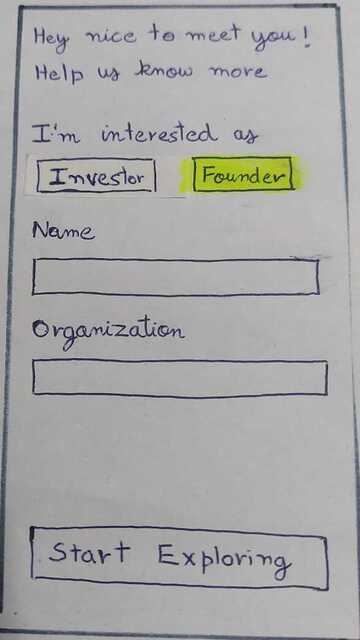 Hey nice to meet you!
Help us know more
I'm interested as
Investor Founder
Name
Organization
Start Exploring